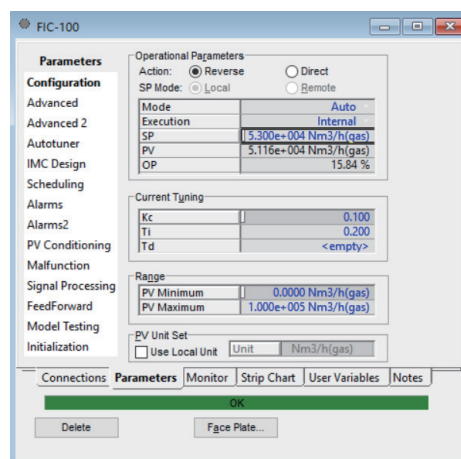 FIC-100
Parameters
Configuration
Advanced
Advanced 2
Autotuner
IMC Design
Scheduling
Alarms
Alarms2
PV Conditioning
Malfunction
Signal Processing
FeedForward
Model Testing
Initialization
Operational Parameters
Action: Reverse Direct
SP Mode: Local Remote
Mode Auto
Execution Internal
SP 5.300e+004 Nm3/h(gas)
PV 5.116e+004 Nm3/h(gas)
OP 15.84 %
Current Tuning
Kc 0.100
Ti 0.200
Td <empty>
Range
PV Minimum 0.0000 Nm3/h(gas)
PV Maximum 1.000e+005 Nm3/h(gas)
PV Unit Set
Use Local Unit Unit Nm3/h(gas)
Connections Parameters Monitor Strip Chart User Variables Notes
OK
Delete Face Plate...